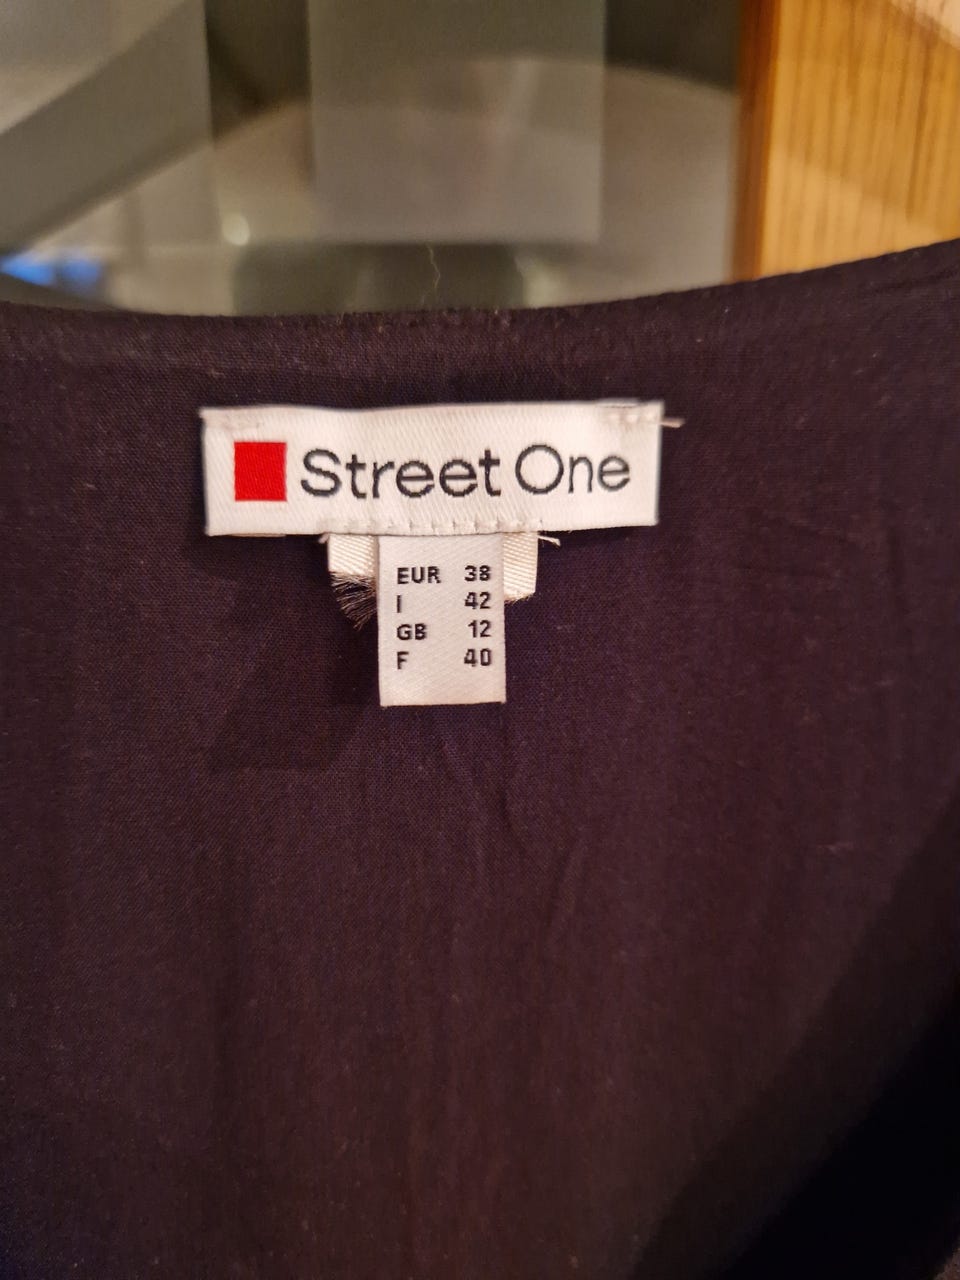 Street One
EUR 38
I 42
GB 12
F 40